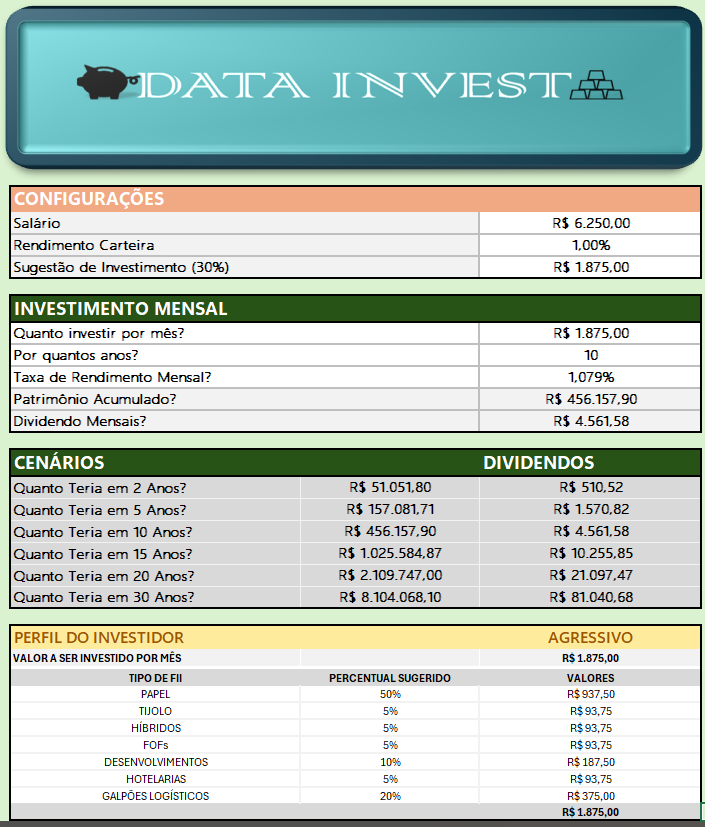 DATA INVEST
CONFIGURAÇÕES
Salário R$ 6.250,00
Rendimento Carteira 1,00%
Sugestão de Investimento (30%) R$ 1.875,00
INVESTIMENTO MENSAL
Quanto investir por mês? R$ 1.875,00
Por quantos anos? 10
Taxa de Rendimento Mensal? 1,079%
Patrimônio Acumulado? R$ 456.157,90
Dividendo Mensais? R$ 4.561,58
CENÁRIOS DIVIDENDOS
Quanto Teria em 2 Anos? R$ 51.051,80 R$ 510,52
Quanto Teria em 5 Anos? R$ 157.081,71 R$ 1.570,82
Quanto Teria em 10 Anos? R$ 456.157,90 R$ 4.561,58
Quanto Teria em 15 Anos? R$ 1.025.584,87 R$ 10.255,85
Quanto Teria em 20 Anos? R$ 2.109.747,00 R$ 21.097,47
Quanto Teria em 30 Anos? R$ 8.104.068,10 R$ 81.040,68
PERFIL DO INVESTIDOR AGRESSIVO
VALOR A SER INVESTIDO POR MÊS R$ 1.875,00
TIPO DE FII PERCENTUAL SUGERIDO VALORES
PAPEL 50% R$ 937,50
TIJOLO 5% R$ 93,75
HÍBRIDOS 5% R$ 93,75
FOFs 5% R$ 93,75
DESENVOLVIMENTOS 10% R$ 187,50
HOTELARIAS 5% R$ 93,75
GALPÕES LOGÍSTICOS 20% R$ 375,00
R$ 1.875,00